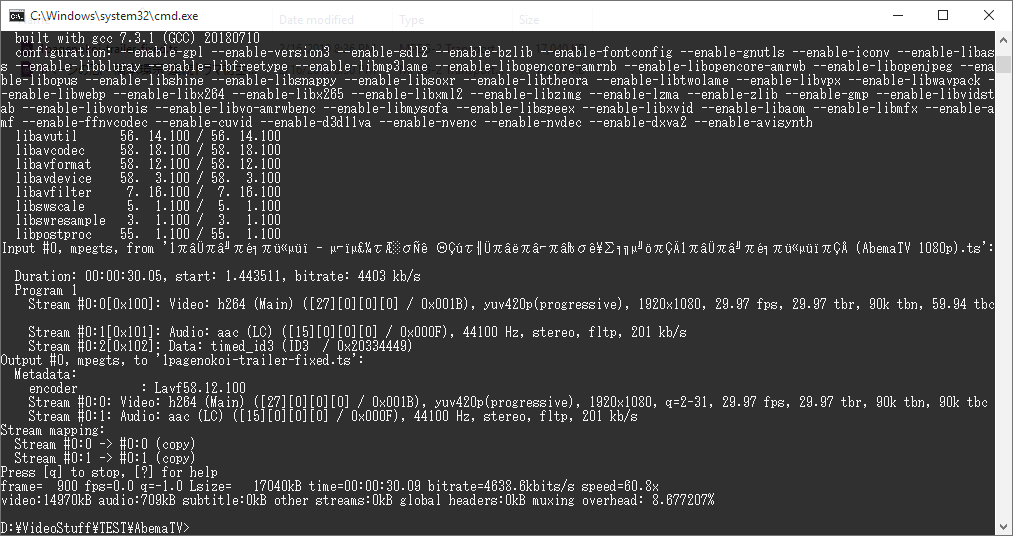 C:\Windows\system32\cmd.exe
built with gcc 7.3.1 (GCC) 20180710
configuration: --enable-gpl --enable-version3 --enable-sdl2 --enable-bzlib --enable-fontconfig --enable-gnutls --enable-iconv --enable-libas
s --enable-libbluray --enable-libfreetype --enable-libmp3lame --enable-libopencore-amrnb --enable-libopencore-amrwb --enable-libopenjpeg --ena
ble-libopus --enable-libshine --enable-libsnappy --enable-libsoxr --enable-libtheora --enable-libtwolame --enable-libvpx --enable-libwavpack -
-enable-libwebp --enable-libx264 --enable-libx265 --enable-libxml2 --enable-libzimg --enable-lzma --enable-zlib --enable-gmp --enable-libvidst
ab --enable-libvorbis --enable-libvo-amrwbenc --enable-libmysofa --enable-libspeex --enable-libxvid --enable-libaom --enable-libmfx --enable-a
mf --enable-ffnvcodec --enable-cuvid --enable-d3d11va --enable-nvenc --enable-nvdec --enable-dxva2 --enable-avisynth
libavutil 56. 14.100 / 56. 14.100
libavcodec 58. 18.100 / 58. 18.100
libavformat 58. 12.100 / 58. 12.100
libavdevice 58. 3.100 / 58. 3.100
libavfilter 7. 16.100 / 7. 16.100
libswscale 5. 1.100 / 5. 1.100
libswresample 3. 1.100 / 3. 1.100
libpostproc 55. 1.100 / 55. 1.100
Input #0, mpegts, from ' (AbemaTV 1080p).ts':
Duration: 00:00:30.05, start: 1.443511, bitrate: 4403 kb/s
Program 1
Stream #0:0[0x100]: Video: h264 (Main) ([27][0][0][0] / 0x001B), yuv420p(progressive), 1920x1080, 29.97 fps, 29.97 tbr, 90k tbn, 59.94 tbc
Stream #0:1[0x101]: Audio: aac (LC) ([15][0][0][0] / 0x000F), 44100 Hz, stereo, fltp, 201 kb/s
Stream #0:2[0x102]: Data: timed_id3 (ID3 / 0x20334449)
Output #0, mpegts, to '1pagenokoi-trailer-fixed.ts':
Metadata:
encoder : Lavf58.12.100
Stream #0:0: Video: h264 (Main) ([27][0][0][0] / 0x001B), yuv420p(progressive), 1920x1080, q=2-31, 29.97 fps, 29.97 tbr, 90k tbn, 90k tbc
Stream #0:1: Audio: aac (LC) ([15][0][0][0] / 0x000F), 44100 Hz, stereo, fltp, 201 kb/s
Stream mapping:
Stream #0:0 -> #0:0 (copy)
Stream #0:1 -> #0:1 (copy)
Press [q] to stop, [?] for help
frame= 900 fps=0.0 q=-1.0 Lsize= 17040kB time=00:00:30.09 bitrate=4638.6kbits/s speed=60.8x
video:14970kB audio:709kB subtitle:0kB other streams:0kB global headers:0kB muxing overhead: 8.677207%
D:¥VideoStuff¥TEST¥AbemaTV>